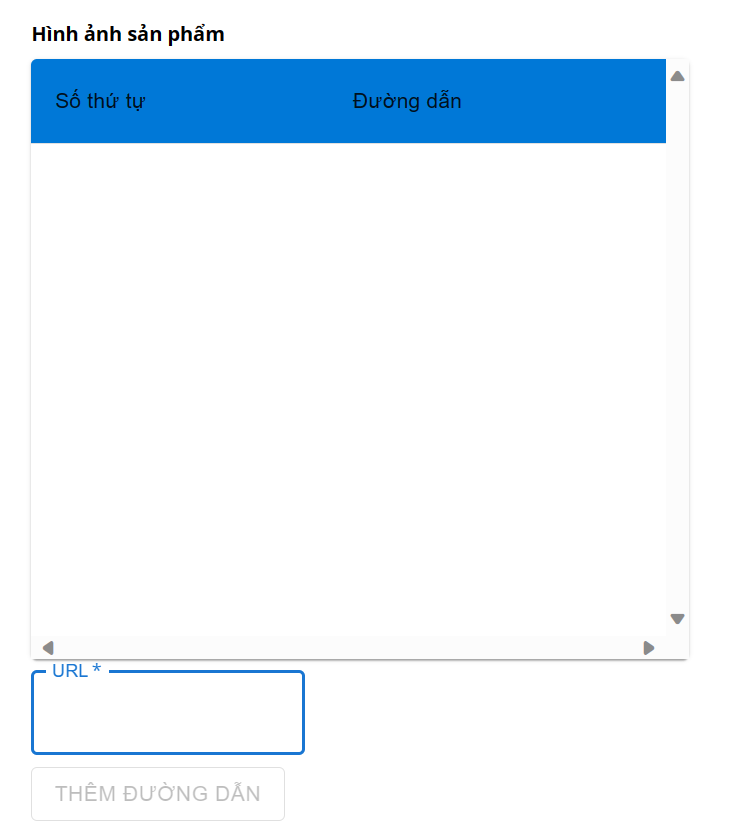 Hình ảnh sản phẩm
Số thứ tự Đường dẫn
URL *
THÊM ĐƯỜNG DẪN